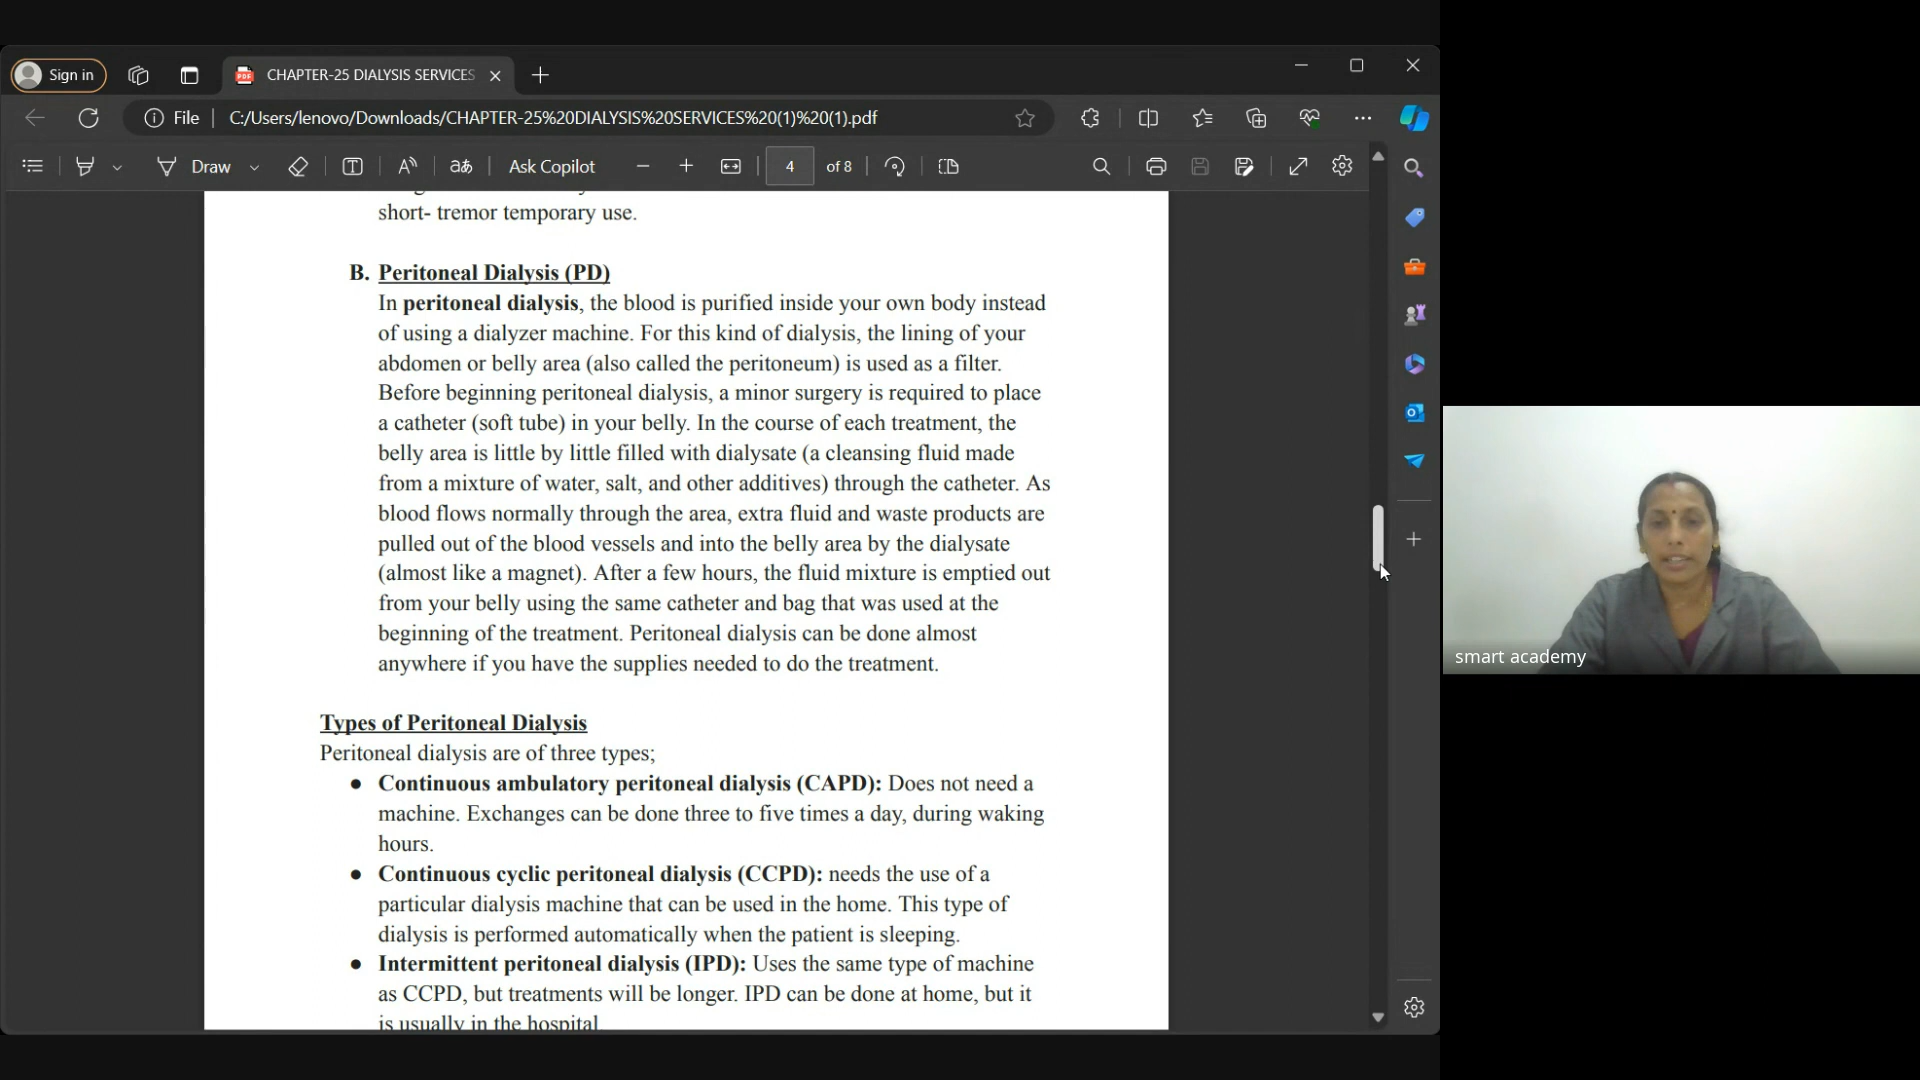 Sign in
CHAPTER-25 DIALYSIS SERVICES
File
C:/Users/lenovo/Downloads/CHAPTER-25%20DIALYSIS%20SERVICES%20(1)%20(1).pdf
Draw
Ask Copilot
4 of 8
short- tremor temporary use.
B. Peritoneal Dialysis (PD)
In peritoneal dialysis, the blood is purified inside your own body instead
of using a dialyzer machine. For this kind of dialysis, the lining of your
abdomen or belly area (also called the peritoneum) is used as a filter.
Before beginning peritoneal dialysis, a minor surgery is required to place
a catheter (soft tube) in your belly. In the course of each treatment, the
belly area is little by little filled with dialysate (a cleansing fluid made
from a mixture of water, salt, and other additives) through the catheter. As
blood flows normally through the area, extra fluid and waste products are
pulled out of the blood vessels and into the belly area by the dialysate
(almost like a magnet). After a few hours, the fluid mixture is emptied out
from your belly using the same catheter and bag that was used at the
beginning of the treatment. Peritoneal dialysis can be done almost
anywhere if you have the supplies needed to do the treatment.
Types of Peritoneal Dialysis
Peritoneal dialysis are of three types;
● Continuous ambulatory peritoneal dialysis (CAPD): Does not need a
machine. Exchanges can be done three to five times a day, during waking
hours.
● Continuous cyclic peritoneal dialysis (CCPD): needs the use of a
particular dialysis machine that can be used in the home. This type of
dialysis is performed automatically when the patient is sleeping.
● Intermittent peritoneal dialysis (IPD): Uses the same type of machine
as CCPD, but treatments will be longer. IPD can be done at home, but it
is usually in the hospital
smart academy